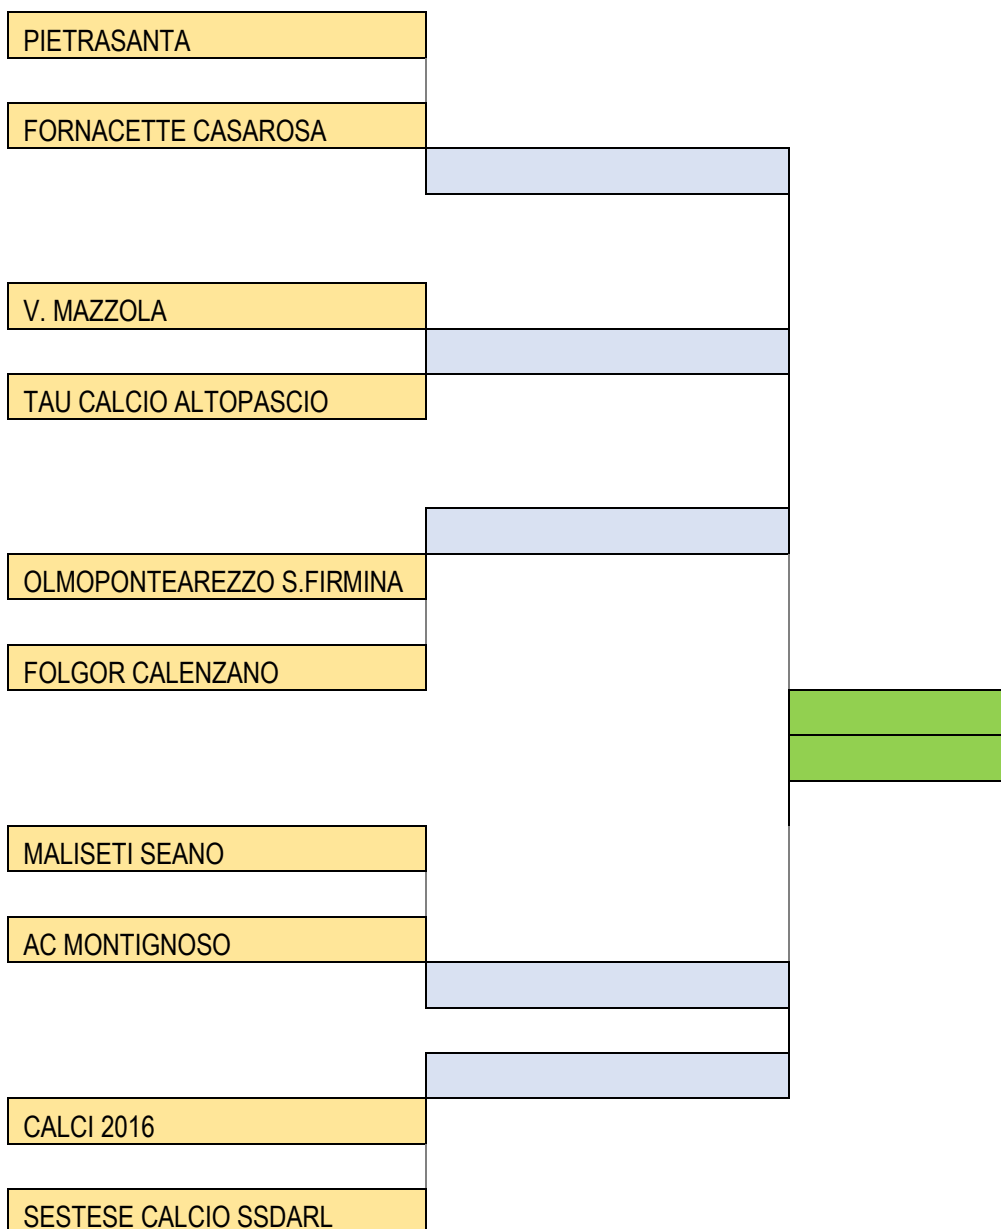 PIETRASANTA
FORNACETTE CASAROSA
V. MAZZOLA
TAU CALCIO ALTOPASCIO
OLMOPONTEAREZZO S.FIRMINA
FOLGOR CALENZANO
MALISETI SEANO
AC MONTIGNOSO
CALCI 2016
SESTESE CALCIO SSDARL